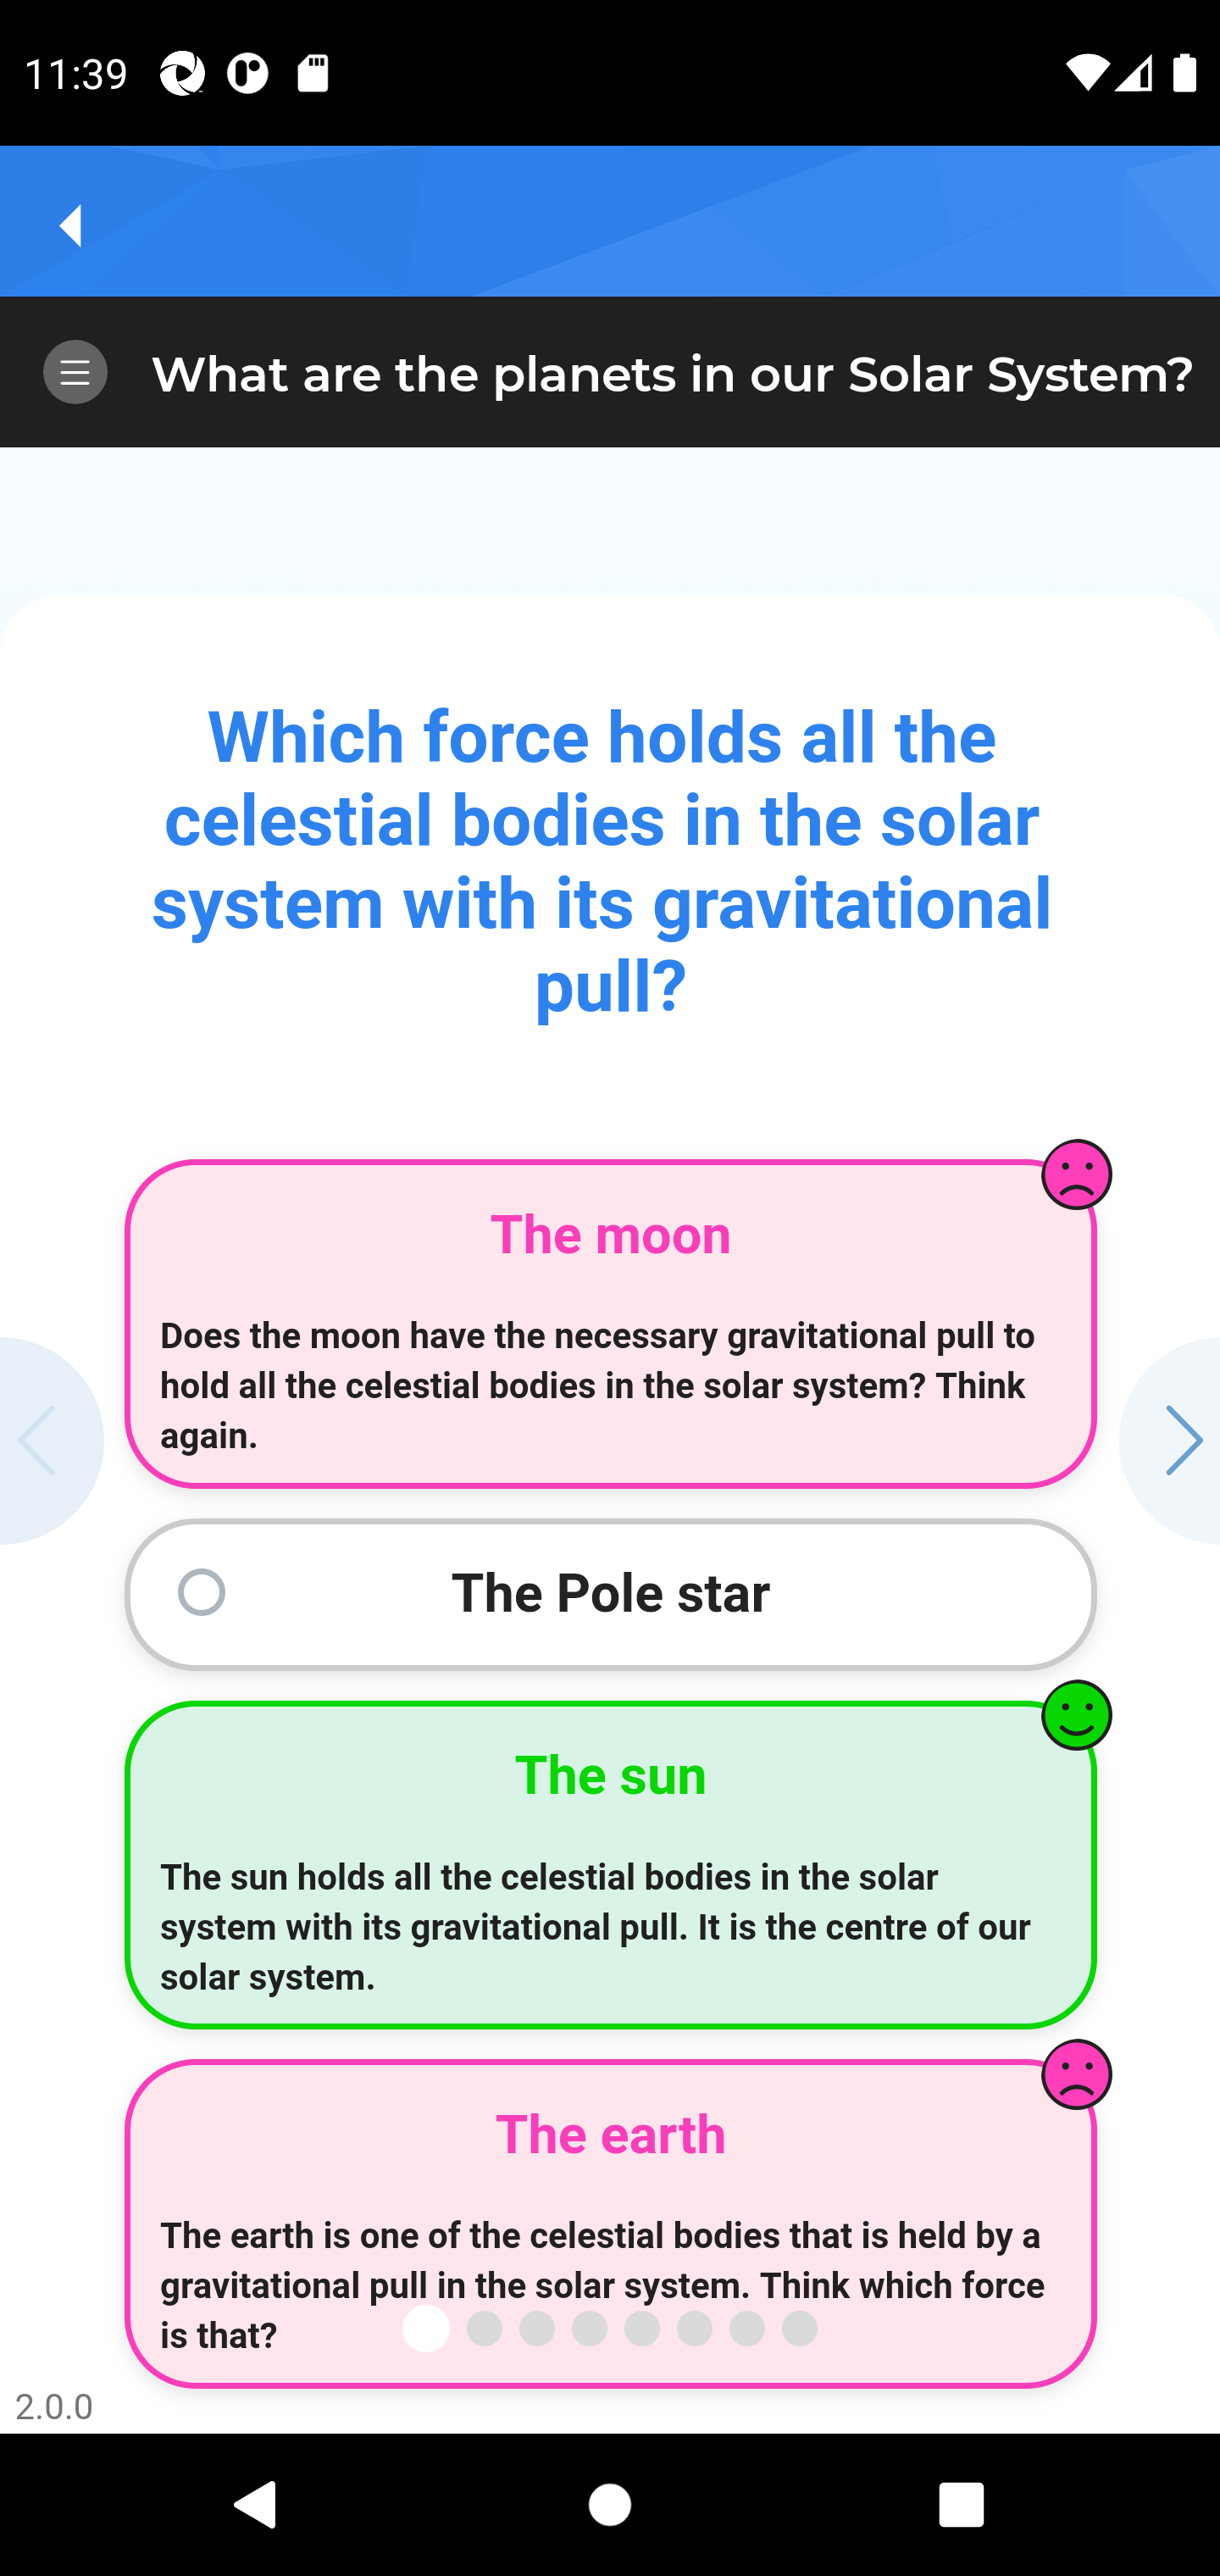 11:39
What are the planets in our Solar System?
Which force holds all the
celestial bodies in the solar
system with its gravitational
pull?
The moon
Does the moon have the necessary gravitational pull to
hold all the celestial bodies in the solar system? Think
again.
The Pole star
The sun
The sun holds all the celestial bodies in the solar
system with its gravitational pull. It is the centre of our
solar system.
The earth
The earth is one of the celestial bodies that is held by a
gravitational pull in the solar system. Think which force
is that?
2.0.0